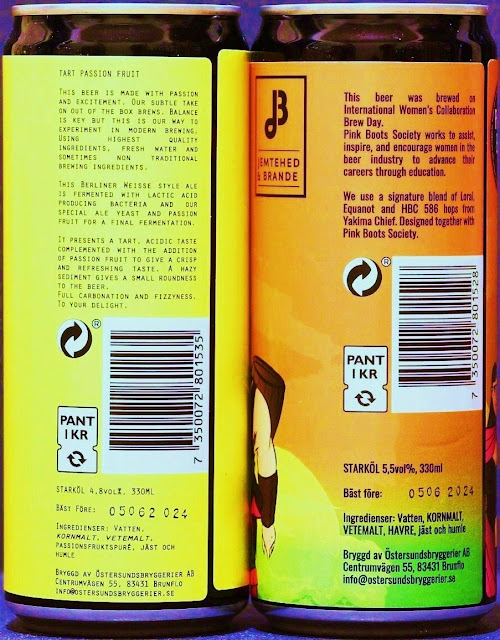 TART PASSION FRUIT
THIS BEER IS MADE WITH PASSION
AND EXCITEMENT. OUR SUBTLE TAKE
ON OUT OF THE BOX BREWS. BALANCE
IS KEY BUT THIS IS OUR WAY TO
EXPERIMENT IN MODERN BREWING.
USING HIGHEST QUALITY
INGREDIENTS, FRESH WATER AND
SOMETIMES NON TRADITIONAL
BREWING INGREDIENTS.
THIS BERLINER WEISSE STYLE ALE
IS FERMENTED WITH LACTIC ACID
PRODUCING BACTERIA AND OUR
SPECIAL ALE YEAST AND PASSION
FRUIT FOR A FINAL FERMENTATION.
IT PRESENTS A TART, ACIDIC TASTE
COMPLEMENTED WITH THE ADDITION
OF PASSION FRUIT TO GIVE A CRISP
AND REFRESHING TASTE. A HAZY
SEDIMENT GIVES A SMALL ROUNDNESS
TO THE BEER.
FULL CARBONATION AND FIZZYNESS.
TO YOUR DELIGHT.
®
PANT
1 KR
7 350072 801535
STARKÖL 4,8VOL%, 330ML
BÄST FÖRE: 05062 024
INGREDIENSER: VATTEN,
KORNMALT, VETEMALT,
PASSIONSFRUKTSPURÉ, JÄST OCH
HUMLE
BRYGGD AV ÖSTERSUNDSBRYGGERIER AB
CENTRUMVÄGEN 55, 83431 BRUNFLO
INFO@OSTERSUNDSBRYGGERIER.SE
JB
JEMTEHED
& BRANDE
This beer was brewed on
International Women's Collaboration
Brew Day.
Pink Boots Society works to assist,
inspire, and encourage women in the
beer industry to advance their
careers through education.
We use a signature blend of Loral,
Equanot and HBC 586 hops from
Yakima Chief. Designed together with
Pink Boots Society.
®
PANT
1 KR
7 350072 801528
STARKÖL 5,5vol%, 330ml
Bäst före: 0506 2024
Ingredienser: Vatten, KORNMALT,
VETEMALT, HAVRE, jäst och humle
Bryggd av Östersundsbryggerier AB
Centrumvägen 55, 83431 Brunflo
info@ostersundsbryggerier.se